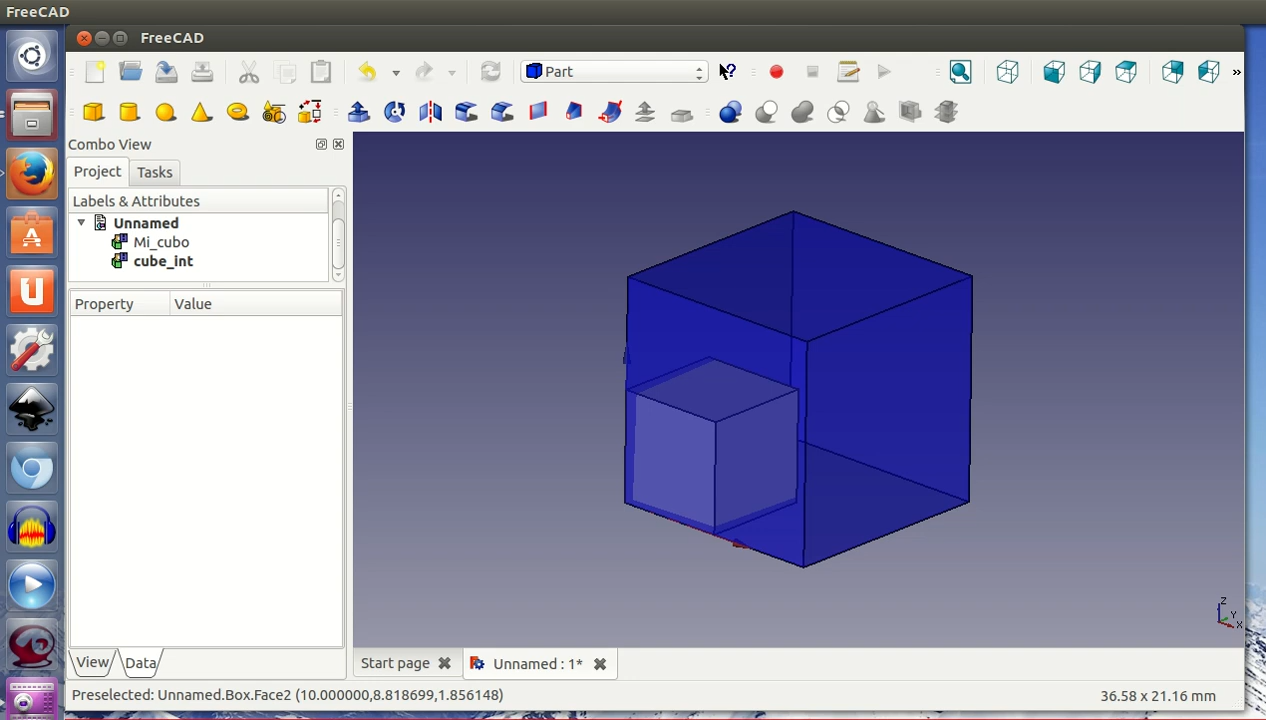 FreeCAD
FreeCAD
Part
»
Combo View
Project
Tasks
Labels & Attributes
Unnamed
Mi_cubo
cube_int
Property
Value
View
Data
Start page
Unnamed : 1*
Z
Y
X
Preselected: Unnamed.Box.Face2 (10.000000,8.818699,1.856148)
36.58 x 21.16 mm